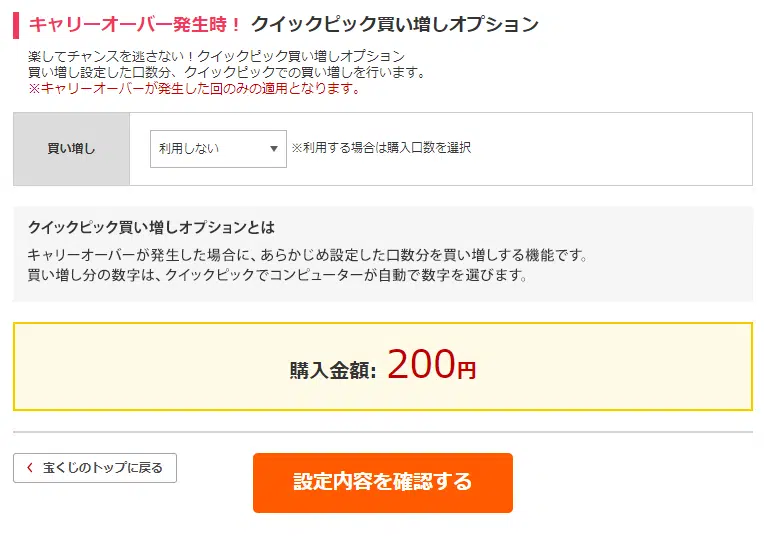 キャリーオーバー発生時！ クイックピック買い増しオプション
楽してチャンスを逃さない！クイックピック買い増しオプション
買い増し設定した口数分、クイックピックでの買い増しを行います。
※キャリーオーバーが発生した回のみの適用となります。
買い増し 利用しない ▼ ※利用する場合は購入口数を選択
クイックピック買い増しオプションとは
キャリーオーバーが発生した場合に、あらかじめ設定した口数分を買い増しする機能です。
買い増し分の数字は、クイックピックでコンピューターが自動で数字を選びます。
購入金額: 200円
宝くじのトップに戻る 設定内容を確認する